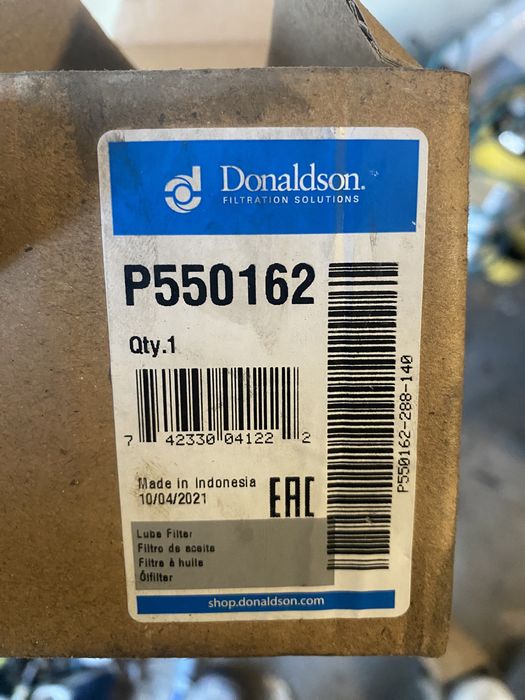 Donaldson.
FILTRATION SOLUTIONS
P550162
Qty.1
7 42330 04122 2
Made in Indonesia
10/04/2021
EAC
Lube Filter
Filtro de aceite
Filtre à huile
Ölfilter
P550162-288-140
shop.donaldson.com